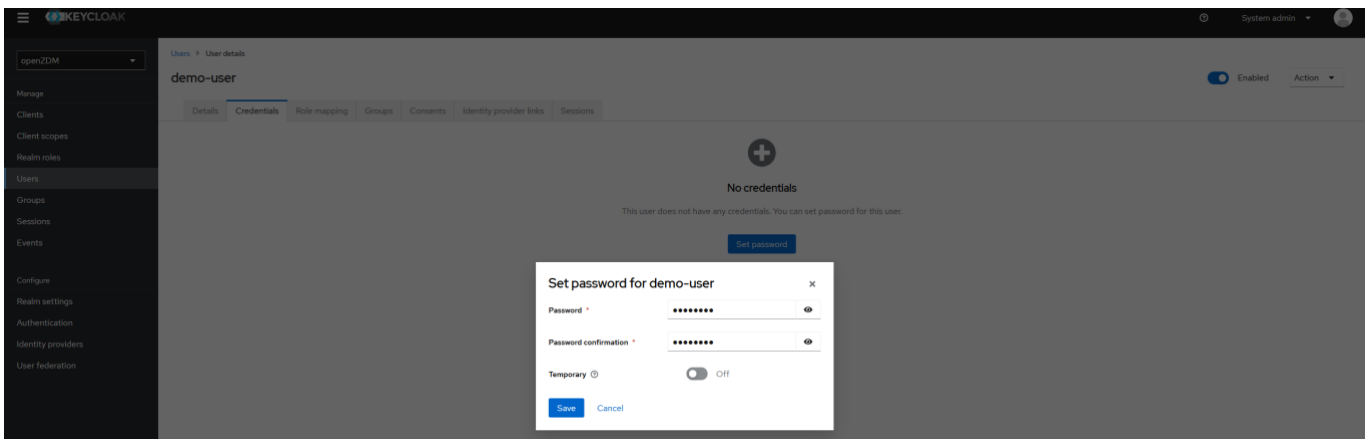 KEYCLOAK
System admin
openZDM
Users > User details
demo-user
Enabled
Action
Manage
Clients
Client scopes
Realm roles
Users
Groups
Sessions
Events
Configure
Realm settings
Authentication
Identity providers
User federation
Details Credentials Role mapping Groups Consents Identity provider links Sessions
No credentials
This user does not have any credentials. You can set password for this user.
Set password
Set password for demo-user
Password *
Password confirmation *
Temporary
Off
Save Cancel